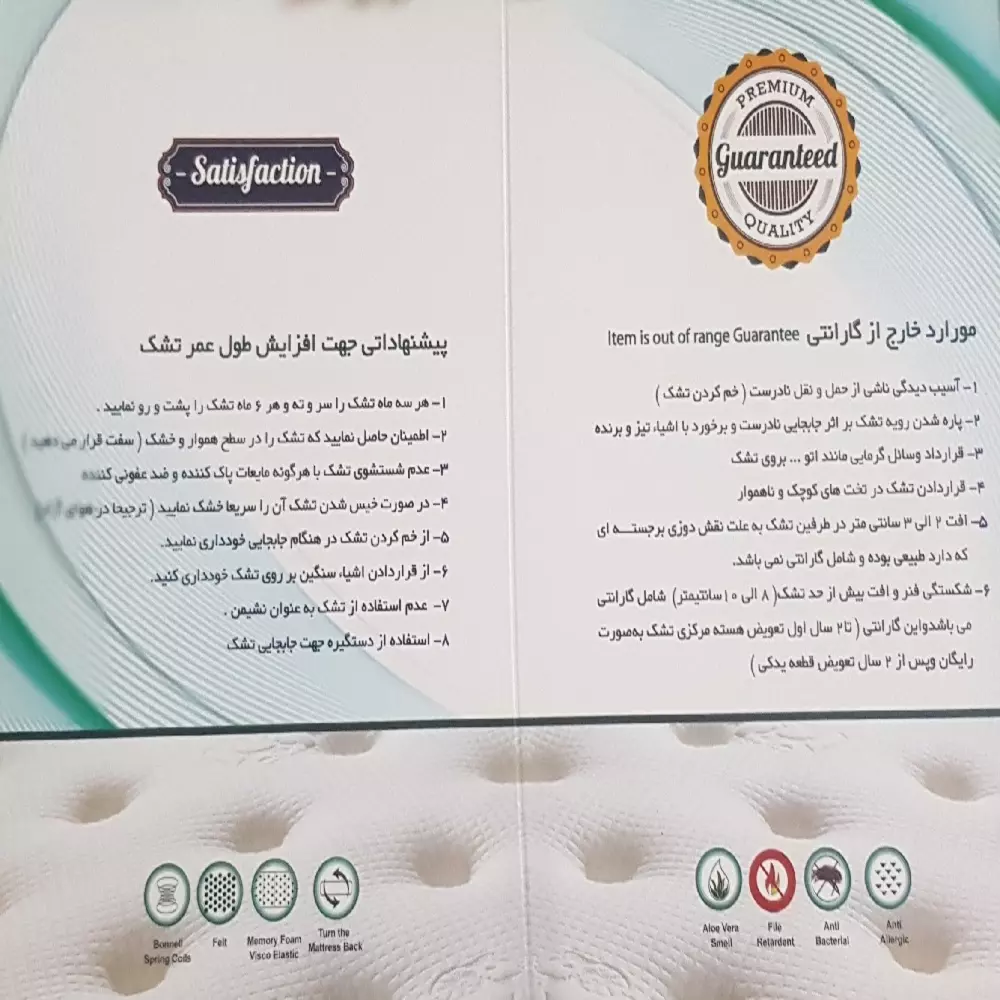 PREMIUM
Guaranteed
QUALITY
موارد خارج از گارانتی Item is out of range Guarantee
۱- آسیب دیدگی ناشی از حمل و نقل نادرست ( خم کردن تشک )
۲- پاره شدن رویه تشک بر اثر جابجایی نادرست و برخورد با اشیاء تیز و برنده
۳- قرارداد وسائل گرمایی مانند اتو ... بروی تشک
۴- قراردادن تشک در تخت های کوچک و ناهموار
۵- افت ۲ الی ۳ سانتی متر در طرفین تشک به علت نقش دوزی برجسته ای
که دارد طبیعی بوده و شامل گارانتی نمی باشد.
۶- شکستگی فنر و افت بیش از حد تشک( ۸ الی ۱۰ سانتیمتر) شامل گارانتی
می باشدواین گارانتی ( تا۲ سال اول تعویض هسته مرکزی تشک به‌صورت
رایگان وپس از ۲ سال تعویض قطعه یدکی )
- Satisfaction -
پیشنهاداتی جهت افزایش طول عمر تشک
۱- هر سه ماه تشک را سر و ته و هر ۶ ماه تشک را پشت و رو نمایید .
۲- اطمینان حاصل نمایید که تشک را در سطح هموار و خشک ( سفت قرار می دهید )
۳- عدم شستشوی تشک با هرگونه مایعات پاک کننده و ضد عفونی کننده
۴- در صورت خیس شدن تشک آن را سریعا خشک نمایید ( ترجیحا در هوای
۵- از خم کردن تشک در هنگام جابجایی خودداری نمایید.
۶- از قراردادن اشیاء سنگین بر روی تشک خودداری کنید.
۷- عدم استفاده از تشک به عنوان نشیمن .
۸- استفاده از دستگیره جهت جابجایی تشک
Bonnell Spring Coils
Felt
Memory Foam Visco Elastic
Turn the Mattress Back
Aloe Vera Smell
File Retardent
Anti Bacterial
Anti Allergic